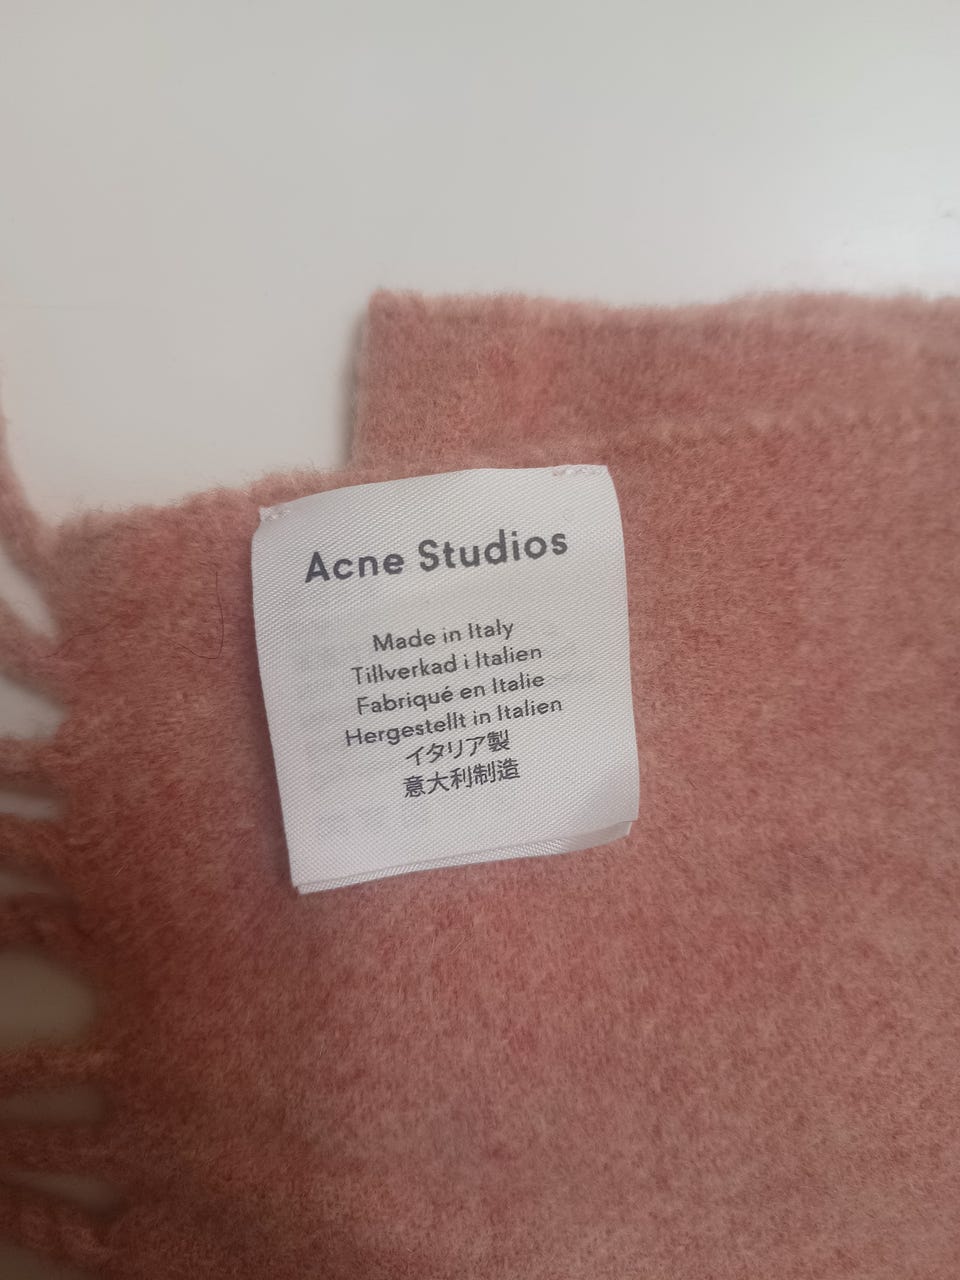 Acne Studios
Made in Italy
Tillverkad i Italien
Fabriqué en Italie
Hergestellt in Italien
イタリア製
意大利制造